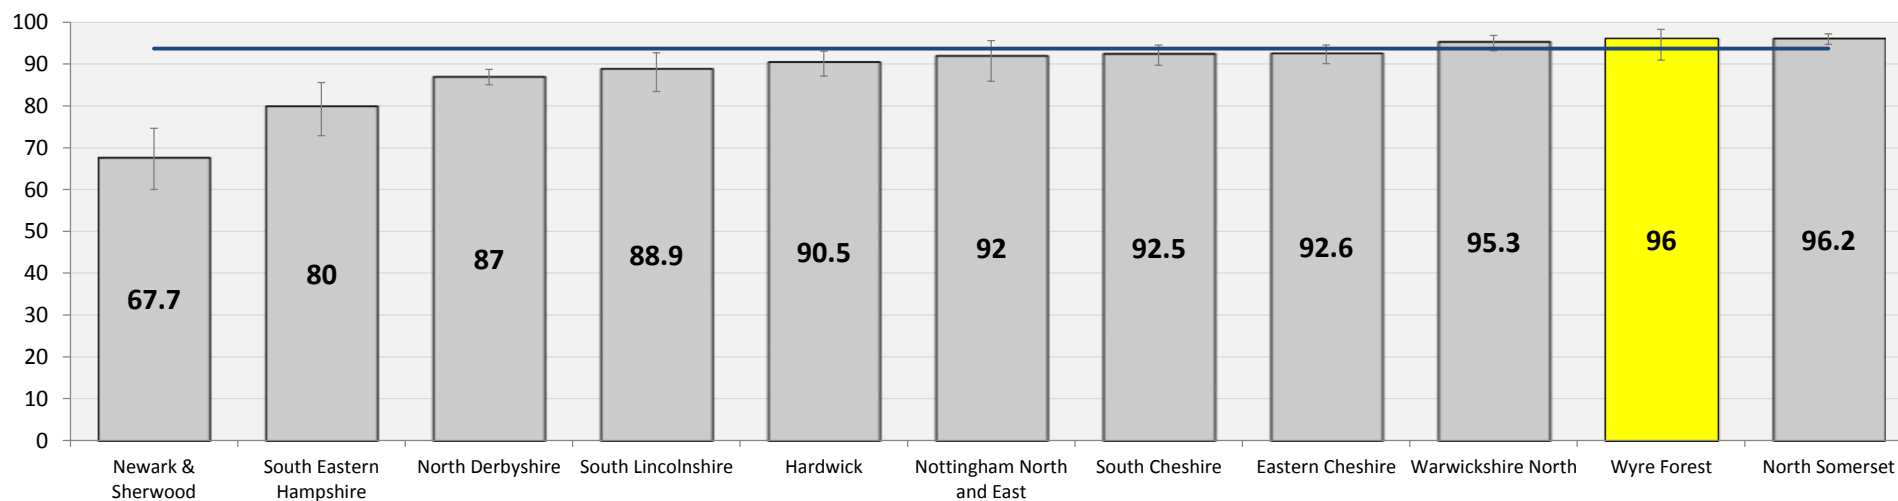 100
90
80
70
60
50
40
30
20
10
0
67.7
80
87
88.9
90.5
92
92.5
92.6
95.3
96
96.2
Newark &
Sherwood
South Eastern
Hampshire
North Derbyshire
South Lincolnshire
Hardwick
Nottingham North
and East
South Cheshire
Eastern Cheshire
Warwickshire North
Wyre Forest
North Somerset